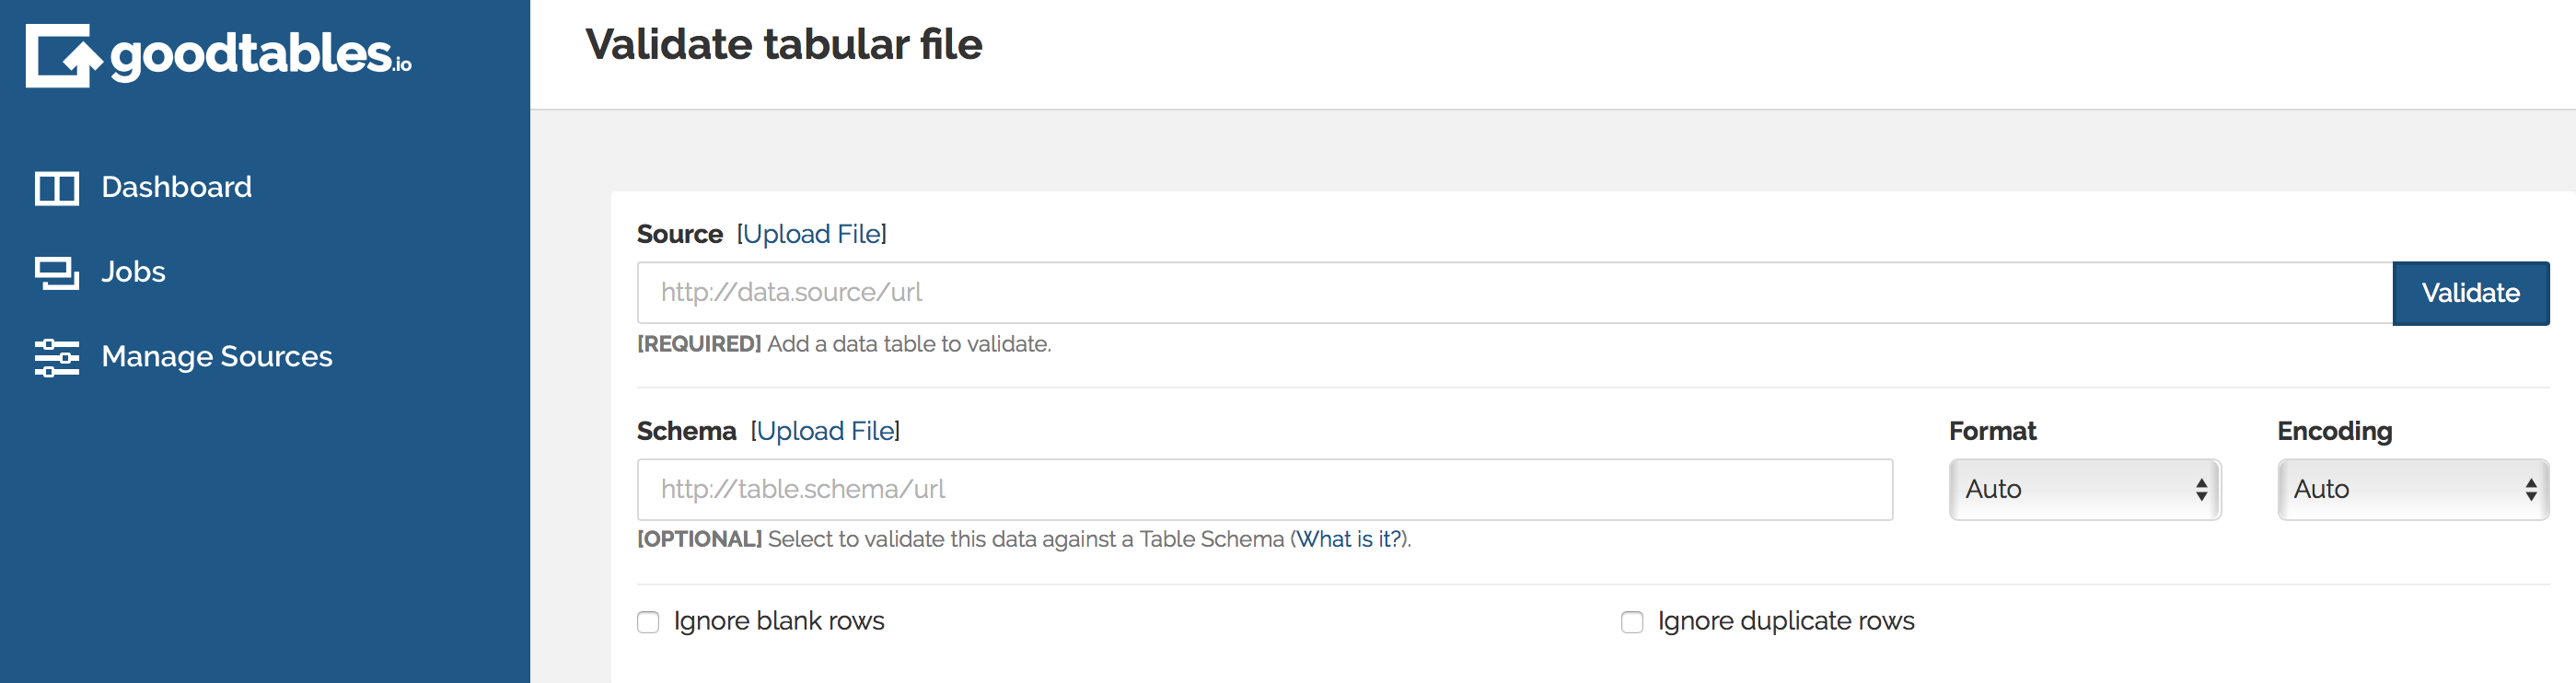 goodtables.io
Dashboard
Jobs
Manage Sources
Validate tabular file
Source [Upload File]
http://data.source/url
Validate
[REQUIRED] Add a data table to validate.
Schema [Upload File]
Format
Encoding
http://table.schema/url
Auto
Auto
[OPTIONAL] Select to validate this data against a Table Schema (What is it?).
Ignore blank rows
Ignore duplicate rows